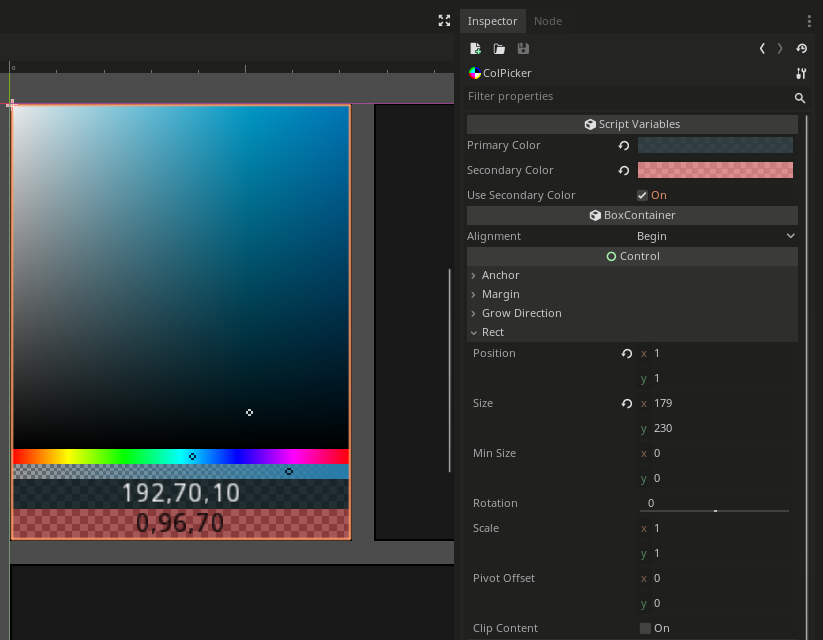 Inspector
Node
ColPicker
Filter properties
0
Script Variables
Primary Color
Secondary Color
Use Secondary Color On
BoxContainer
Alignment Begin
Control
Anchor
Margin
Grow Direction
Rect
Position x 1
y 1
Size x 179
y 230
Min Size x 0
y 0
Rotation 0
Scale x 1
y 1
Pivot Offset x 0
y 0
Clip Content On
192,70,10
0,96,70